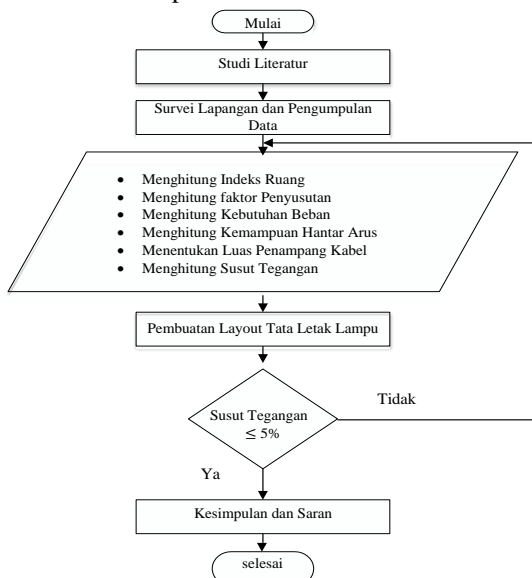 Mulai
Studi Literatur
Survei Lapangan dan Pengumpulan
Data
• Menghitung Indeks Ruang
• Menghitung faktor Penyusutan
• Menghitung Kebutuhan Beban
• Menghitung Kemampuan Hantar Arus
• Menentukan Luas Penampang Kabel
• Menghitung Susut Tegangan
Pembuatan Layout Tata Letak Lampu
Susut Tegangan
≤ 5%
Tidak
Ya
Kesimpulan dan Saran
selesai